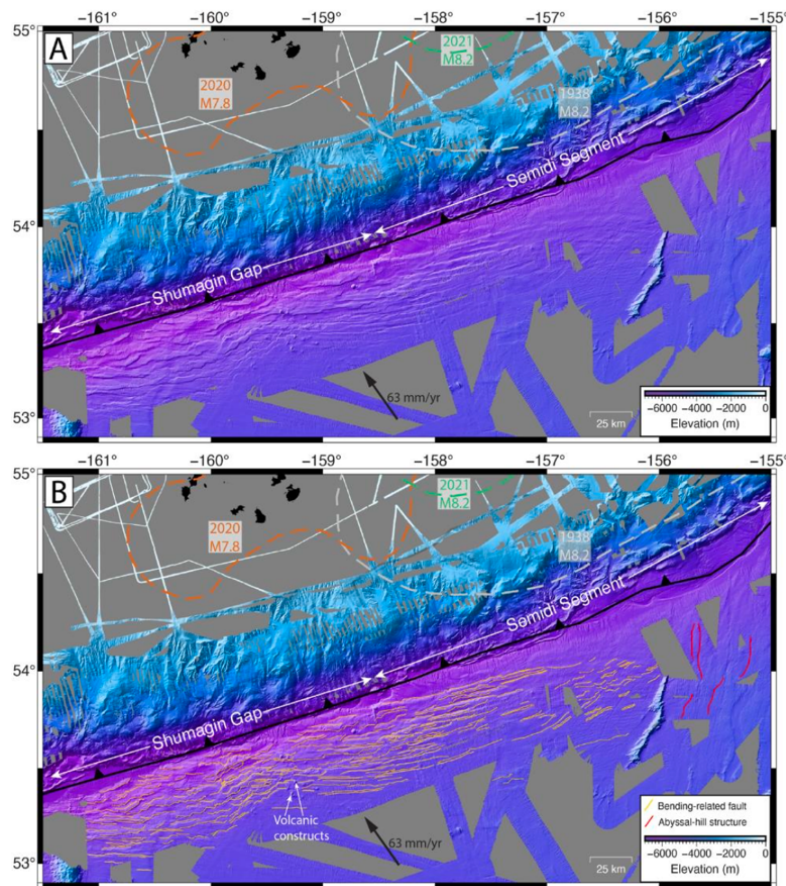 −161° −160° −159° −158° −157° −156° −155°
55°
A
2021
M8.2
2020
M7.8
1938
M8.2
Semidi Segment
54°
Shumagin Gap
63 mm/yr
53°
25 km
−6000 −4000 −2000 0
Elevation (m)
−161° −160° −159° −158° −157° −156° −155°
55°
B
2021
M8.2
2020
M7.8
1938
M8.2
Semidi Segment
54°
Shumagin Gap
Volcanic
constructs
63 mm/yr
Bending-related fault
Abyssal-hill structure
53°
25 km
−6000 −4000 −2000 0
Elevation (m)